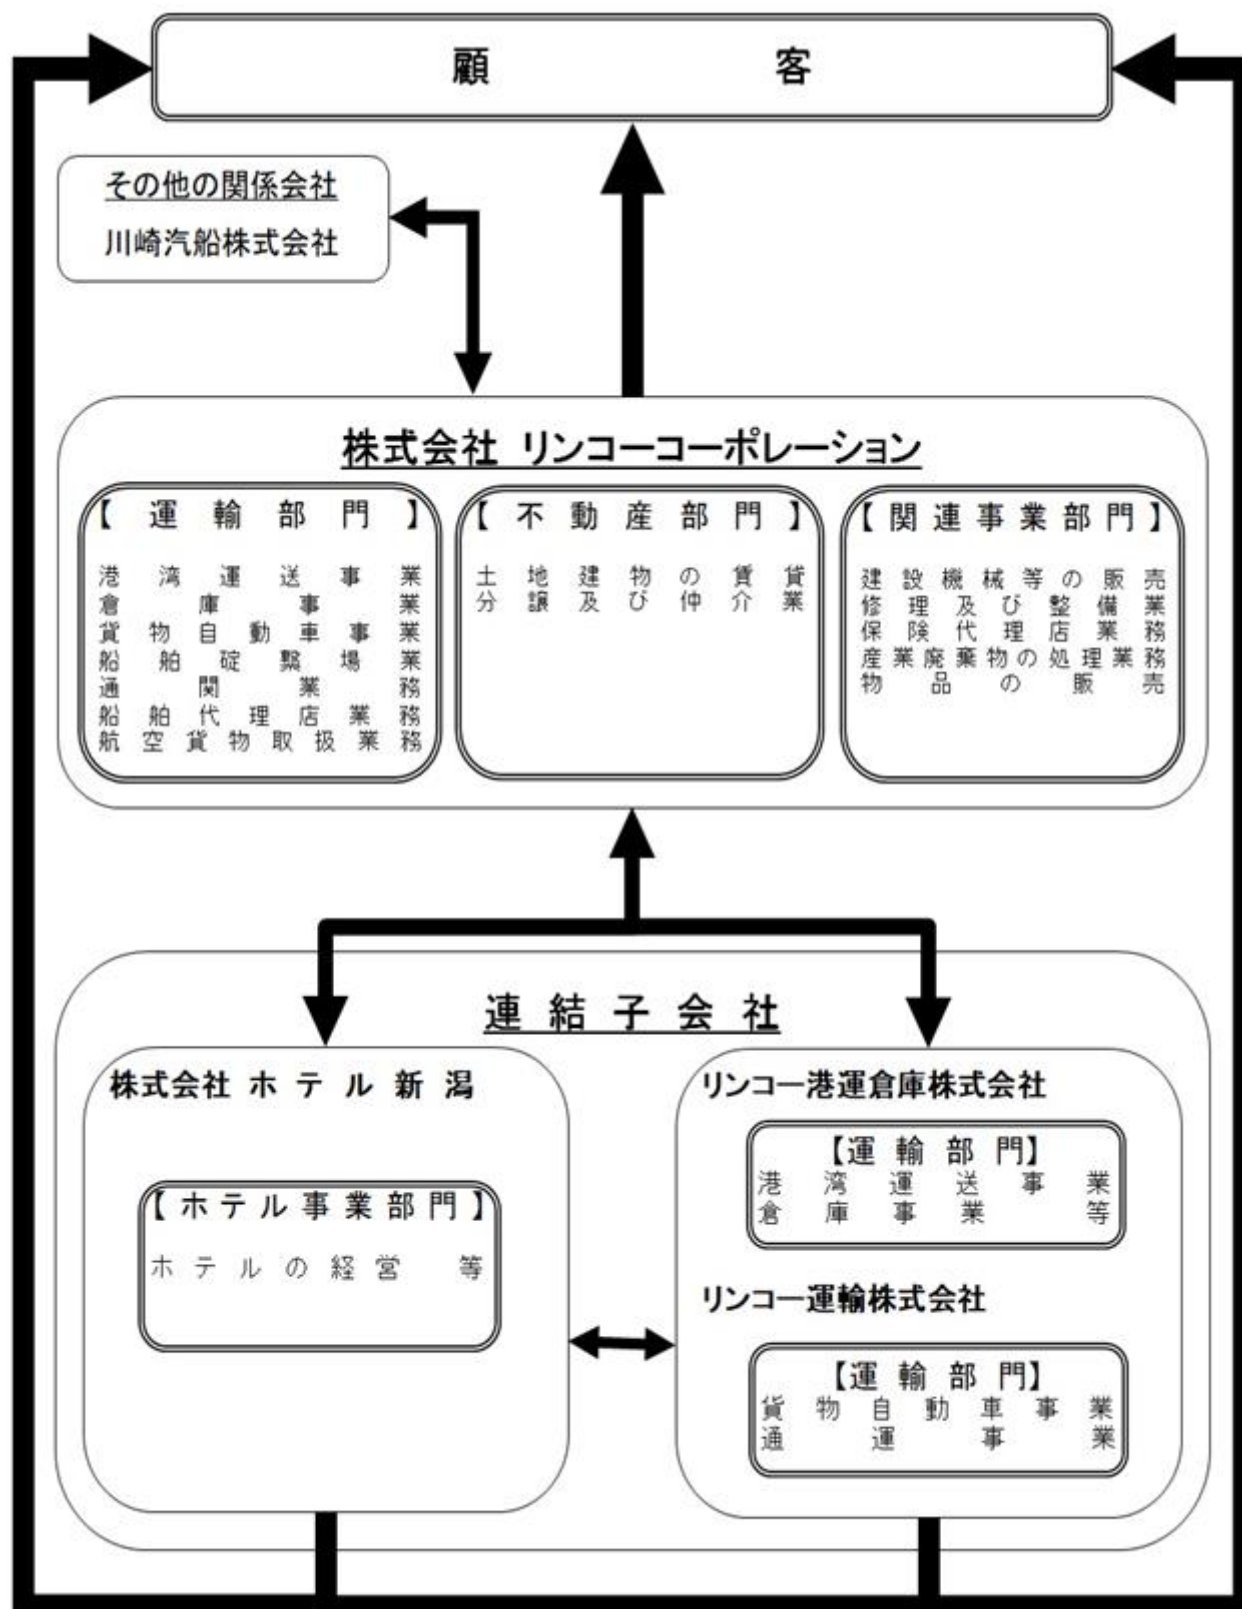 顧客
その他の関係会社
川崎汽船株式会社
株式会社 リンコーコーポレーション
【運輸部門】
港湾運送事業
倉庫事業
貨物自動車事業
船舶碇繋場業
通関業務
船舶代理店業務
航空貨物取扱業務
【不動産部門】
土地建物の賃貸
分譲及び仲介業
【関連事業部門】
建設機械等の販売
修理及び整備業
保険代理店業務
産業廃棄物の処理業務
物品の販売
連結子会社
株式会社ホテル新潟
【ホテル事業部門】
ホテルの経営 等
リンコー港運倉庫株式会社
【運輸部門】
港湾運送事業
倉庫事業 等
リンコー運輸株式会社
【運輸部門】
貨物自動車事業
通運事業